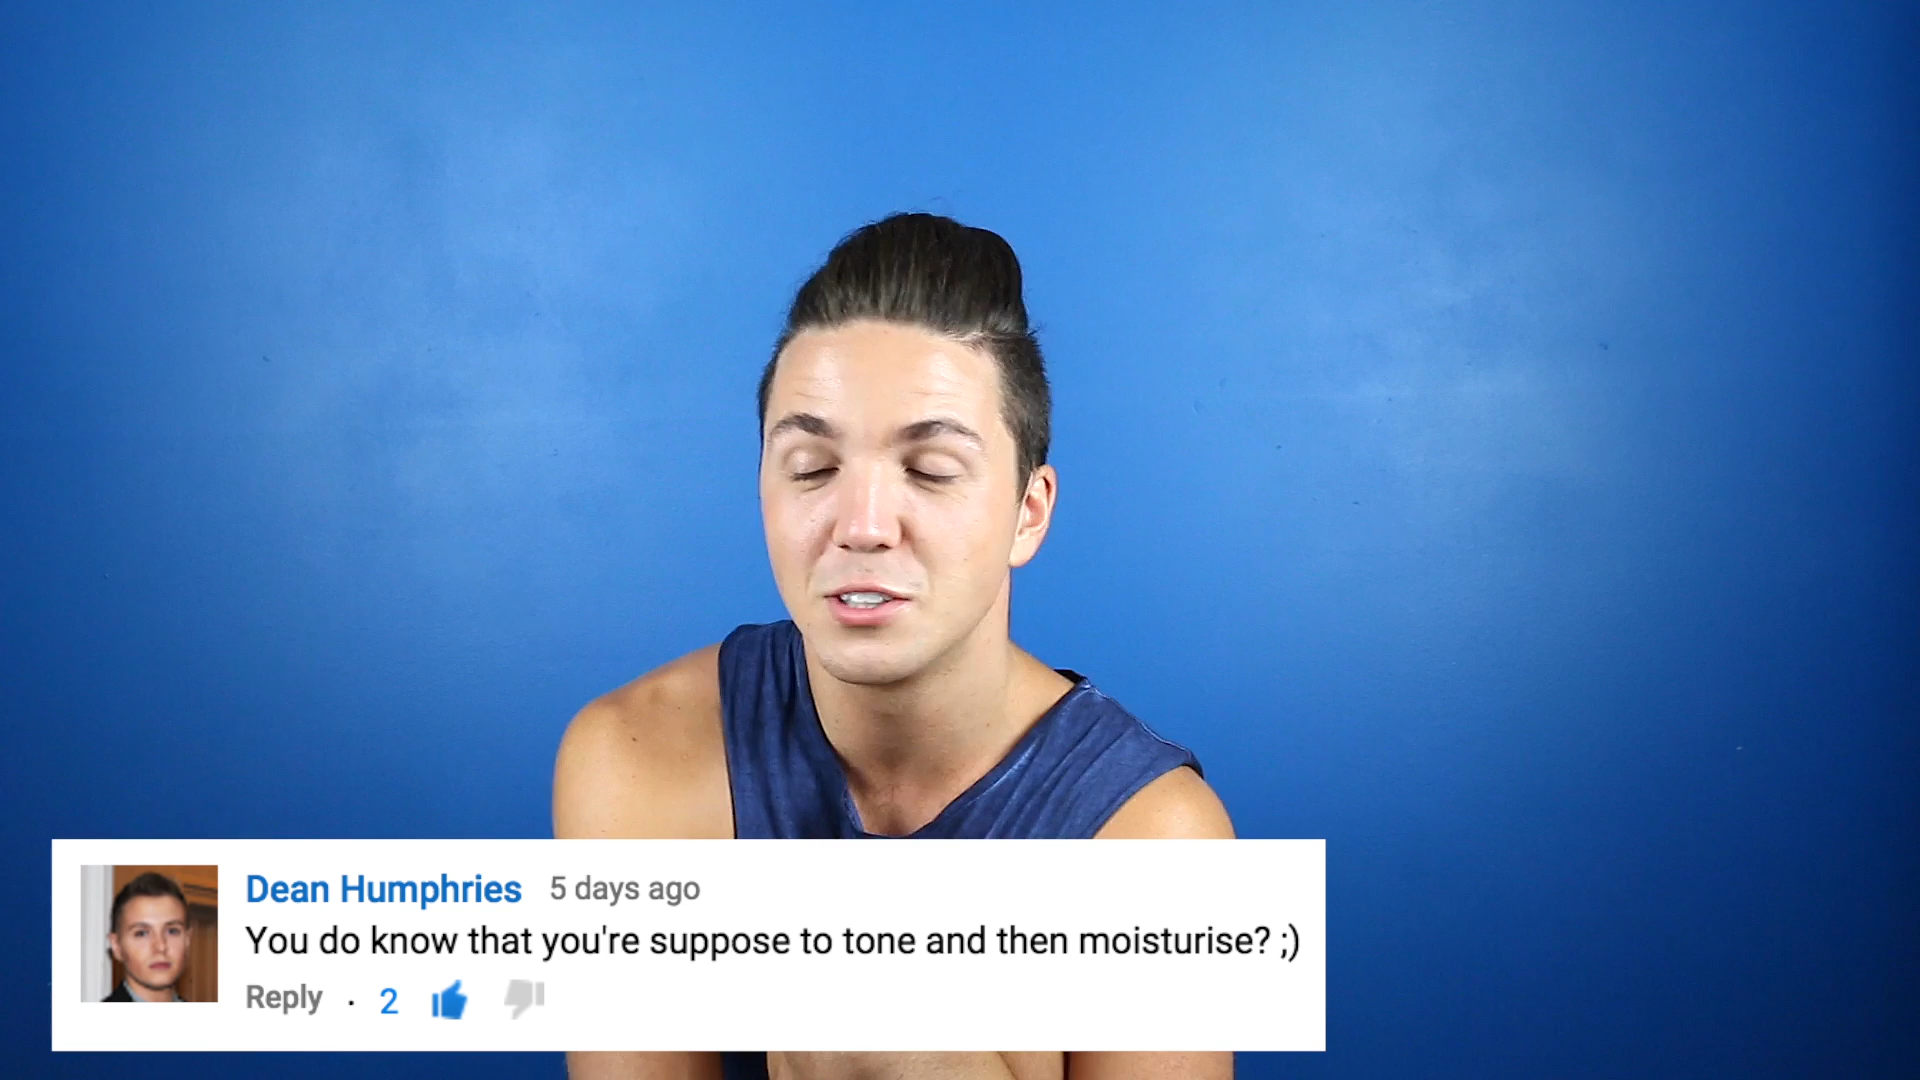 Dean Humphries 5 days ago
You do know that you're suppose to tone and then moisturise? ;)
Reply · 2